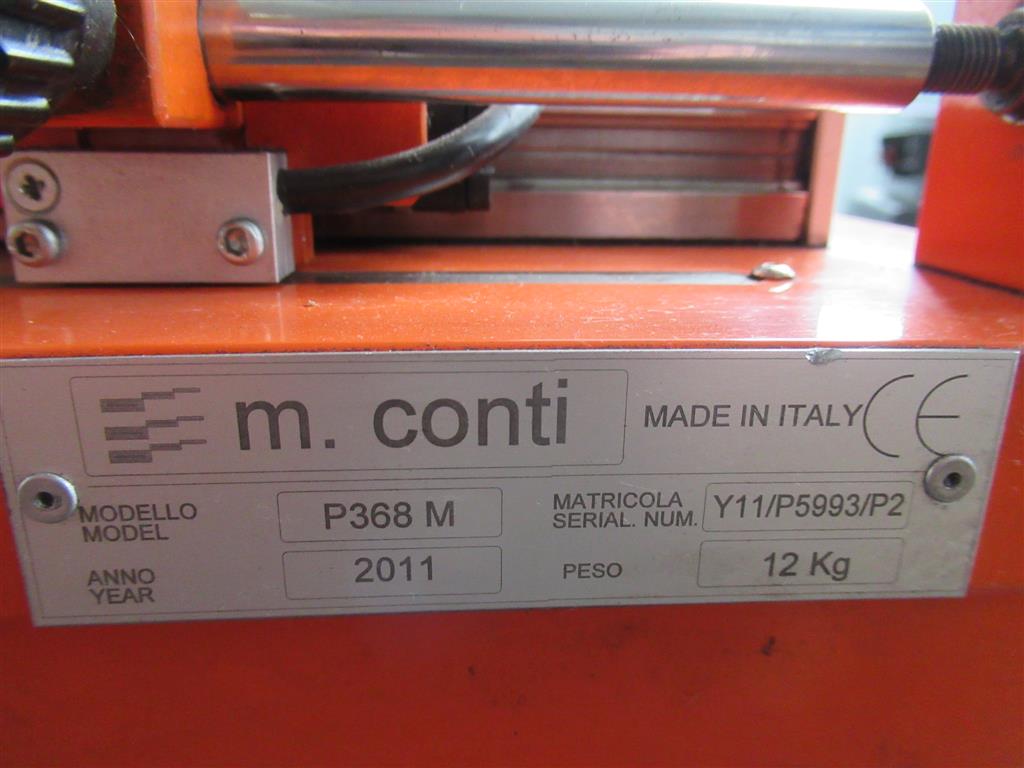 m. conti MADE IN ITALY CE
MODELLO P368 M MATRICOLA Y11/P5993/P2
MODEL SERIAL. NUM.
ANNO 2011 PESO 12 Kg
YEAR